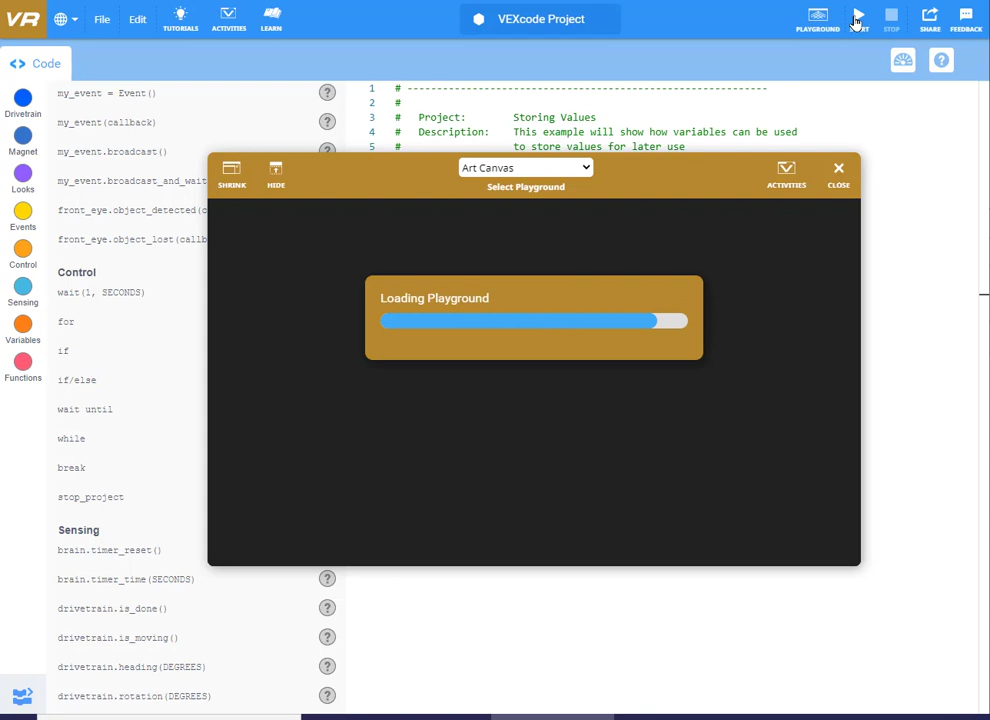 VR
File
Edit
TUTORIALS
ACTIVITIES
LEARN
VEXcode Project
PLAYGROUND
STOP
SHARE
FEEDBACK
<> Code
?
Drivetrain
Magnet
Looks
Events
Control
Sensing
Variables
Functions
my_event = Event() ?
my_event(callback) ?
my_event.broadcast() ?
my_event.broadcast_and_wait
front_eye.object_detected(c
front_eye.object_lost(callb
Control
wait(1, SECONDS)
for
if
if/else
wait until
while
break
stop_project
Sensing
brain.timer_reset()
brain.timer_time(SECONDS) ?
drivetrain.is_done() ?
drivetrain.is_moving() ?
drivetrain.heading(DEGREES) ?
drivetrain.rotation(DEGREES) ?
1 # ------------------------------------------------------------
2 #
3 # Project: Storing Values
4 # Description: This example will show how variables can be used
5 # to store values for later use
SHRINK
HIDE
Art Canvas
Select Playground
ACTIVITIES
CLOSE
Loading Playground